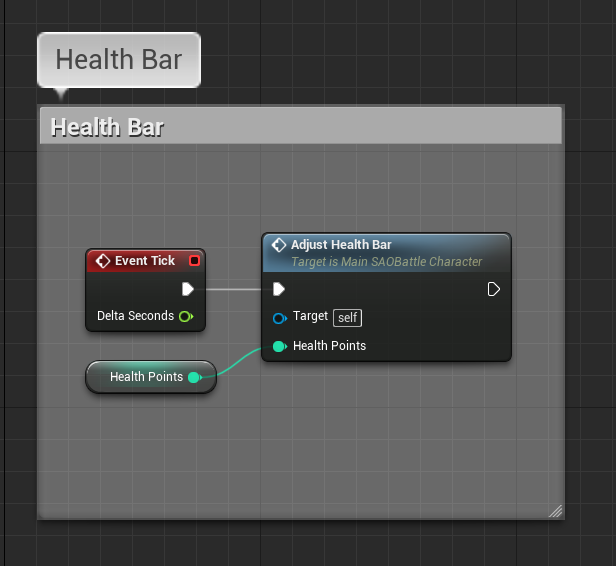 Health Bar
Health Bar
Event Tick
Delta Seconds
Health Points
Adjust Health Bar
Target is Main SAOBattle Character
Target self
Health Points